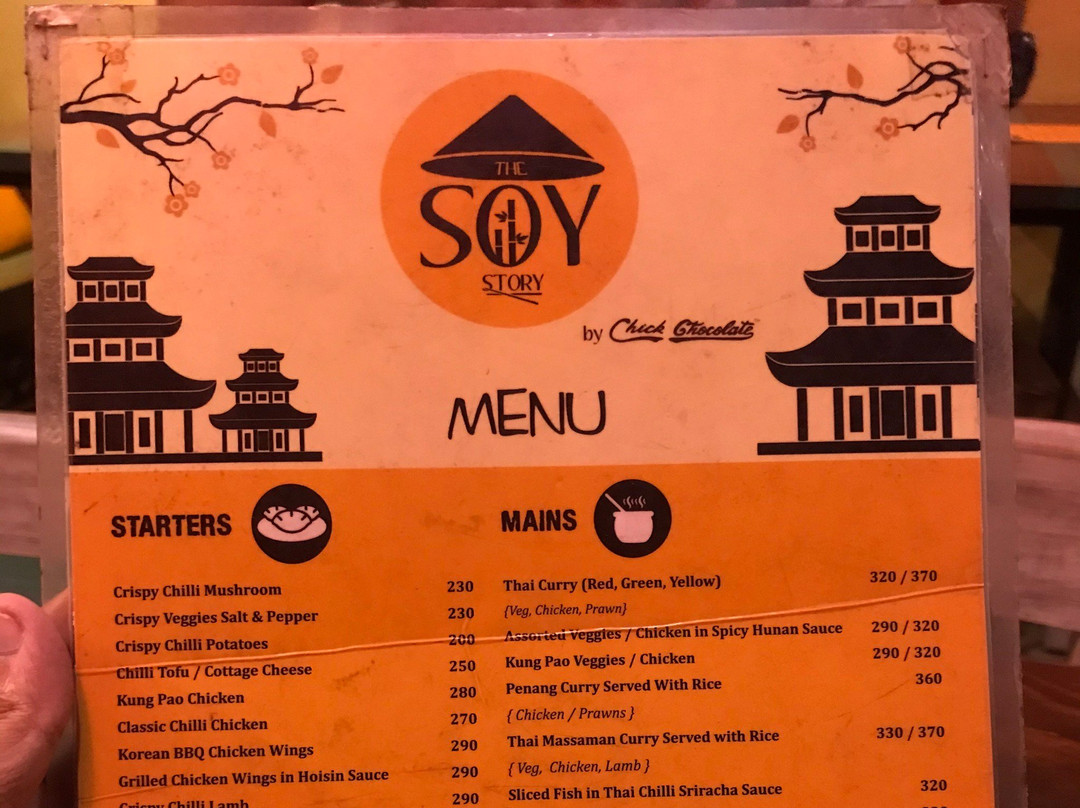 THE
SOY
STORY
by Chick Chocolate
MENU
STARTERS
Crispy Chilli Mushroom 230
Crispy Veggies Salt & Pepper 230
Crispy Chilli Potatoes 200
Chilli Tofu / Cottage Cheese 250
Kung Pao Chicken 280
Classic Chilli Chicken 270
Korean BBQ Chicken Wings 290
Grilled Chicken Wings in Hoisin Sauce 290
Crispy Chilli Lamb 290
MAINS
Thai Curry (Red, Green, Yellow) 320 / 370
{Veg, Chicken, Prawn}
Assorted Veggies / Chicken in Spicy Hunan Sauce 290 / 320
Kung Pao Veggies / Chicken 290 / 320
Penang Curry Served With Rice 360
{ Chicken / Prawns }
Thai Massaman Curry Served with Rice 330 / 370
{ Veg, Chicken, Lamb }
Sliced Fish in Thai Chilli Sriracha Sauce 320